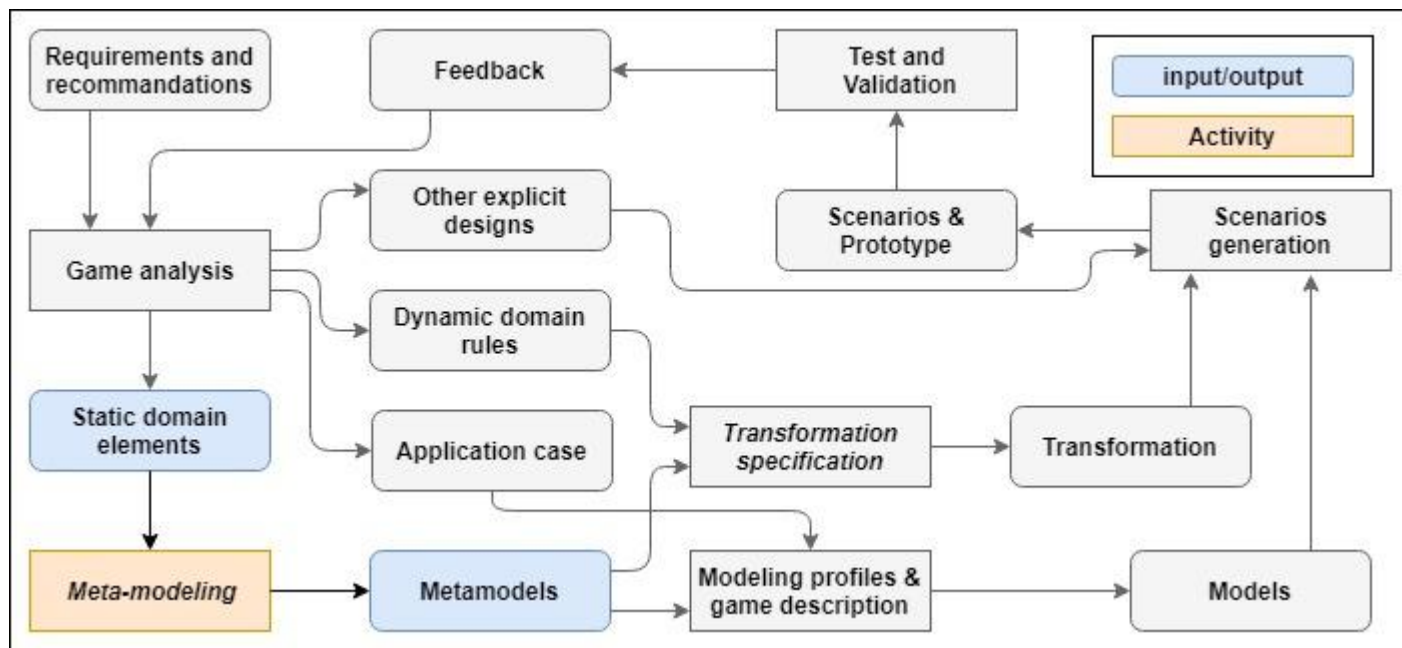 Requirements and
recommandations
Feedback
Test and
Validation
input/output
Activity
Other explicit
designs
Scenarios &
Prototype
Scenarios
generation
Game analysis
Dynamic domain
rules
Static domain
elements
Application case
Transformation
specification
Transformation
Meta-modeling
Metamodels
Modeling profiles &
game description
Models